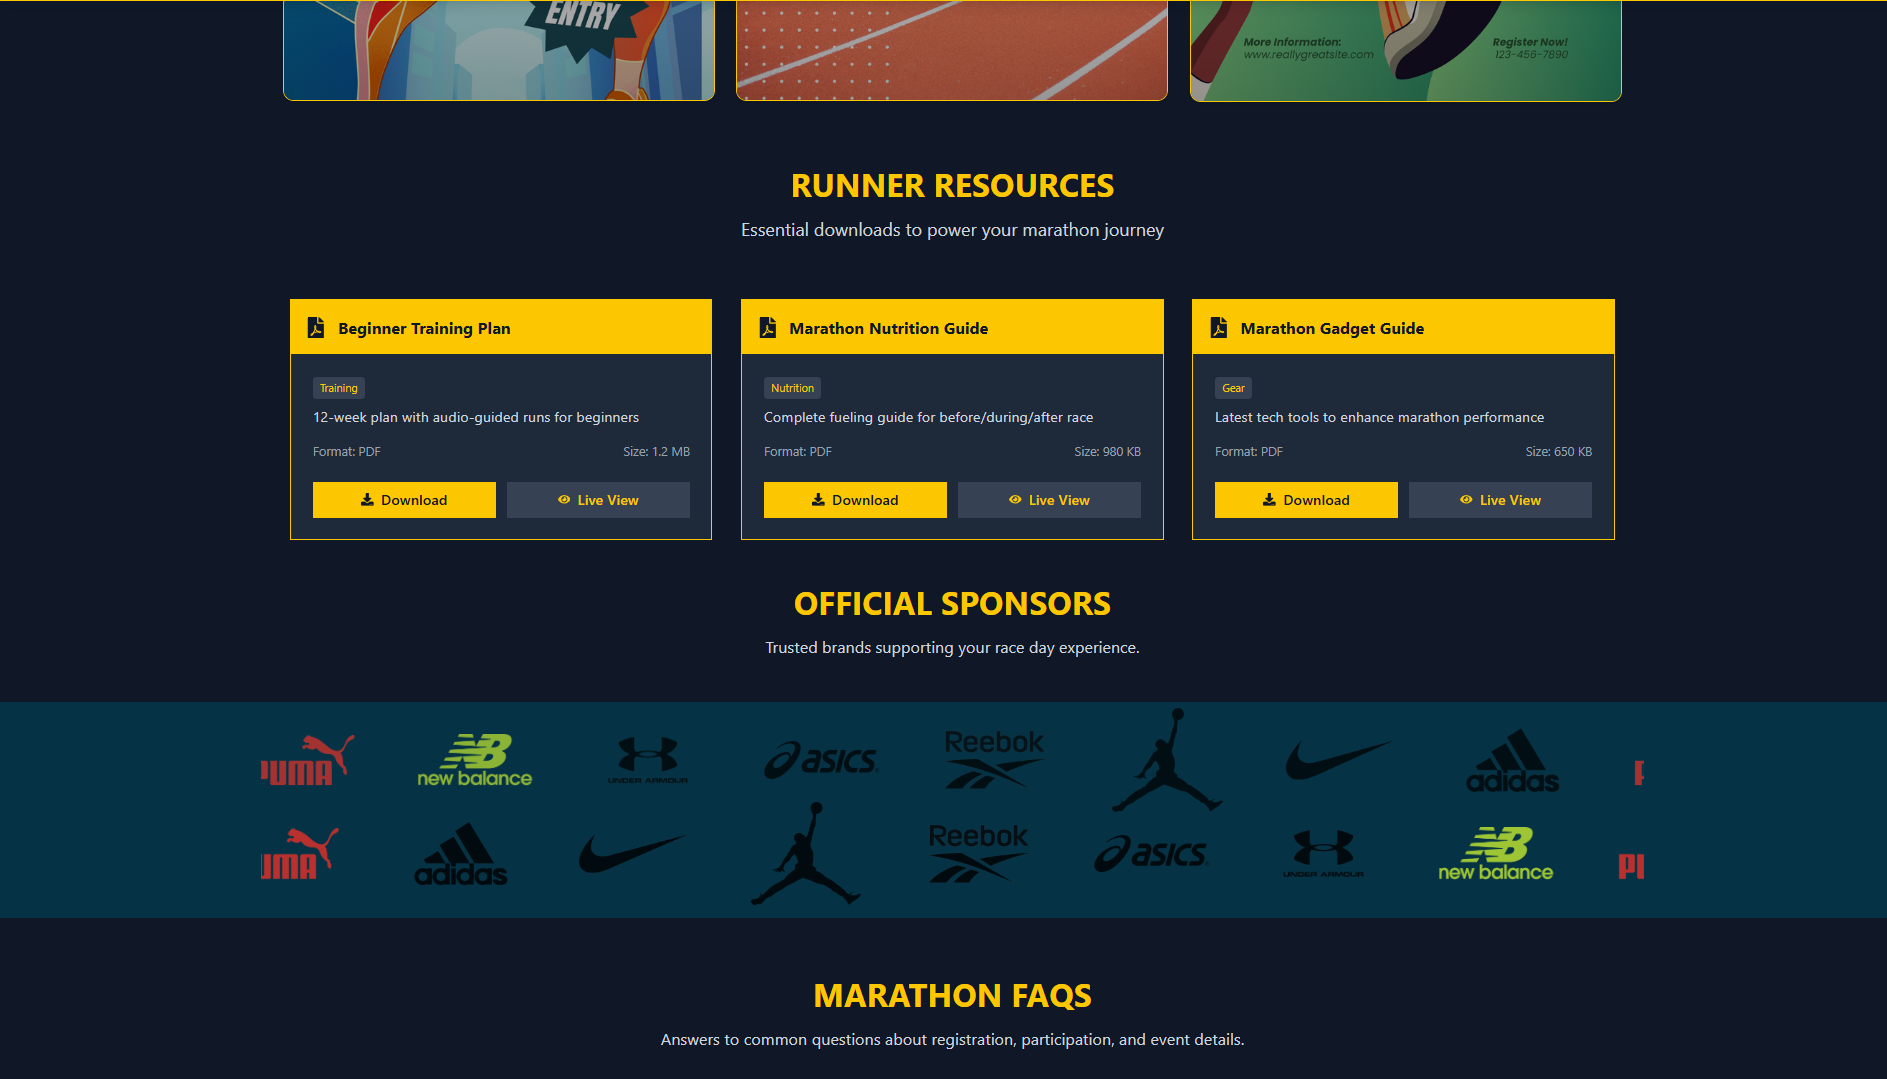 ENTRY
More Information:
www.reallygreatsite.com
Register Now!
123-456-7890
RUNNER RESOURCES
Essential downloads to power your marathon journey
Beginner Training Plan
Training
12-week plan with audio-guided runs for beginners
Format: PDF
Size: 1.2 MB
Download
Live View
Marathon Nutrition Guide
Nutrition
Complete fueling guide for before/during/after race
Format: PDF
Size: 980 KB
Download
Live View
Marathon Gadget Guide
Gear
Latest tech tools to enhance marathon performance
Format: PDF
Size: 650 KB
Download
Live View
OFFICIAL SPONSORS
Trusted brands supporting your race day experience.
PUMA
new balance
UNDER ARMOUR
asics
Reebok
adidas
UMA
adidas
Reebok
asics
UNDER ARMOUR
new balance
PU
MARATHON FAQS
Answers to common questions about registration, participation, and event details.